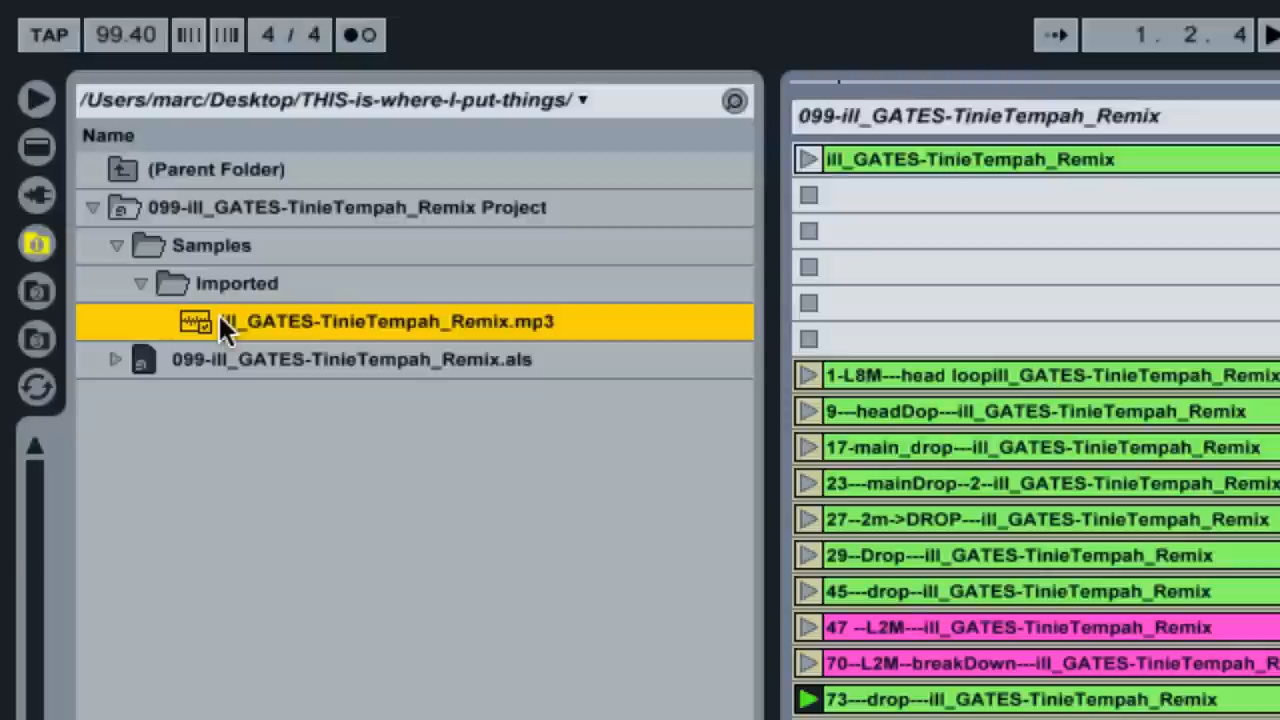 TAP 99.40 4 / 4 1. 2. 4
/Users/marc/Desktop/THIS-is-where-I-put-things/
Name
(Parent Folder)
099-ill_GATES-TinieTempah_Remix Project
Samples
Imported
ill_GATES-TinieTempah_Remix.mp3
099-ill_GATES-TinieTempah_Remix.als
099-ill_GATES-TinieTempah_Remix
ill_GATES-TinieTempah_Remix
1-L8M---head loopill_GATES-TinieTempah_Remix
9---headDop---ill_GATES-TinieTempah_Remix
17-main_drop---ill_GATES-TinieTempah_Remix
23---mainDrop--2--ill_GATES-TinieTempah_Remix
27--2m->DROP---ill_GATES-TinieTempah_Remix
29--Drop---ill_GATES-TinieTempah_Remix
45---drop--ill_GATES-TinieTempah_Remix
47 --L2M---ill_GATES-TinieTempah_Remix
70--L2M--breakDown---ill_GATES-TinieTempah_R
73---drop---ill_GATES-TinieTempah_Remix